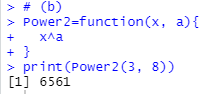 > # (b)
> Power2=function(x, a){
+   x^a
+ }
> print(Power2(3, 8))
[1] 6561